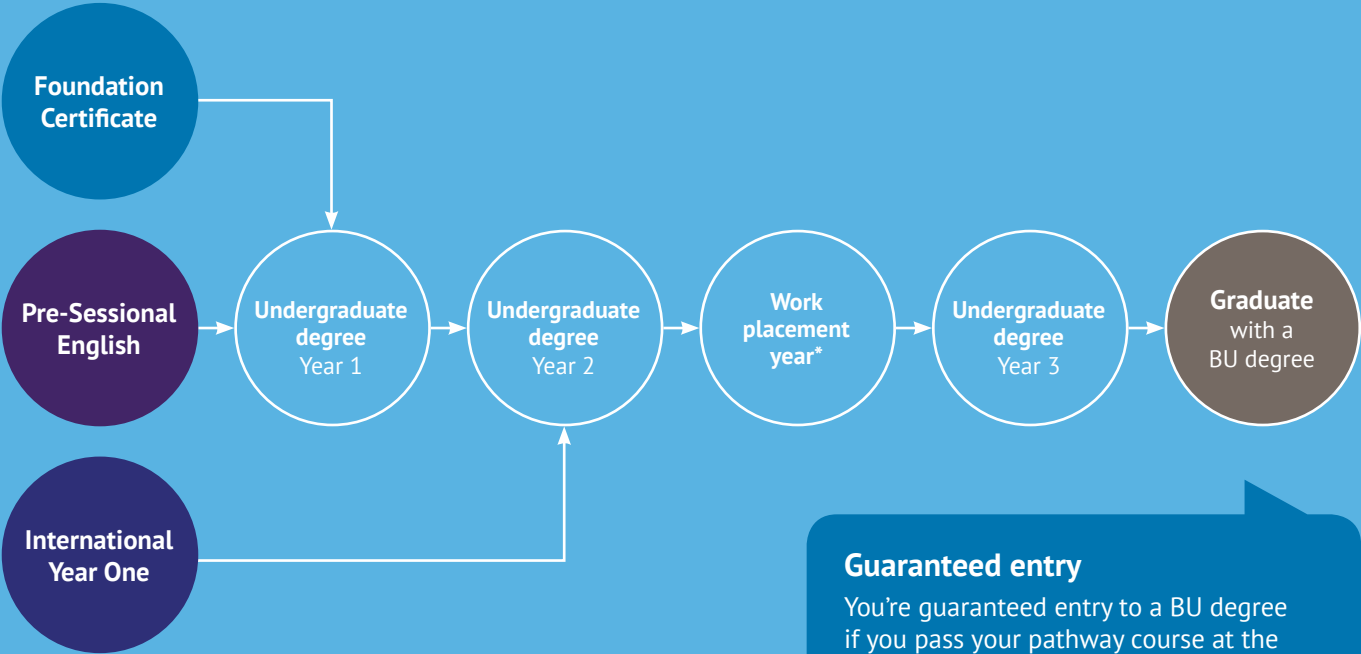 Foundation
Certificate
Pre-Sessional
English
International
Year One
Undergraduate
degree
Year 1
Undergraduate
degree
Year 2
Work
placement
year*
Undergraduate
degree
Year 3
Graduate
with a
BU degree
Guaranteed entry
You're guaranteed entry to a BU degree
if you pass your pathway course at the